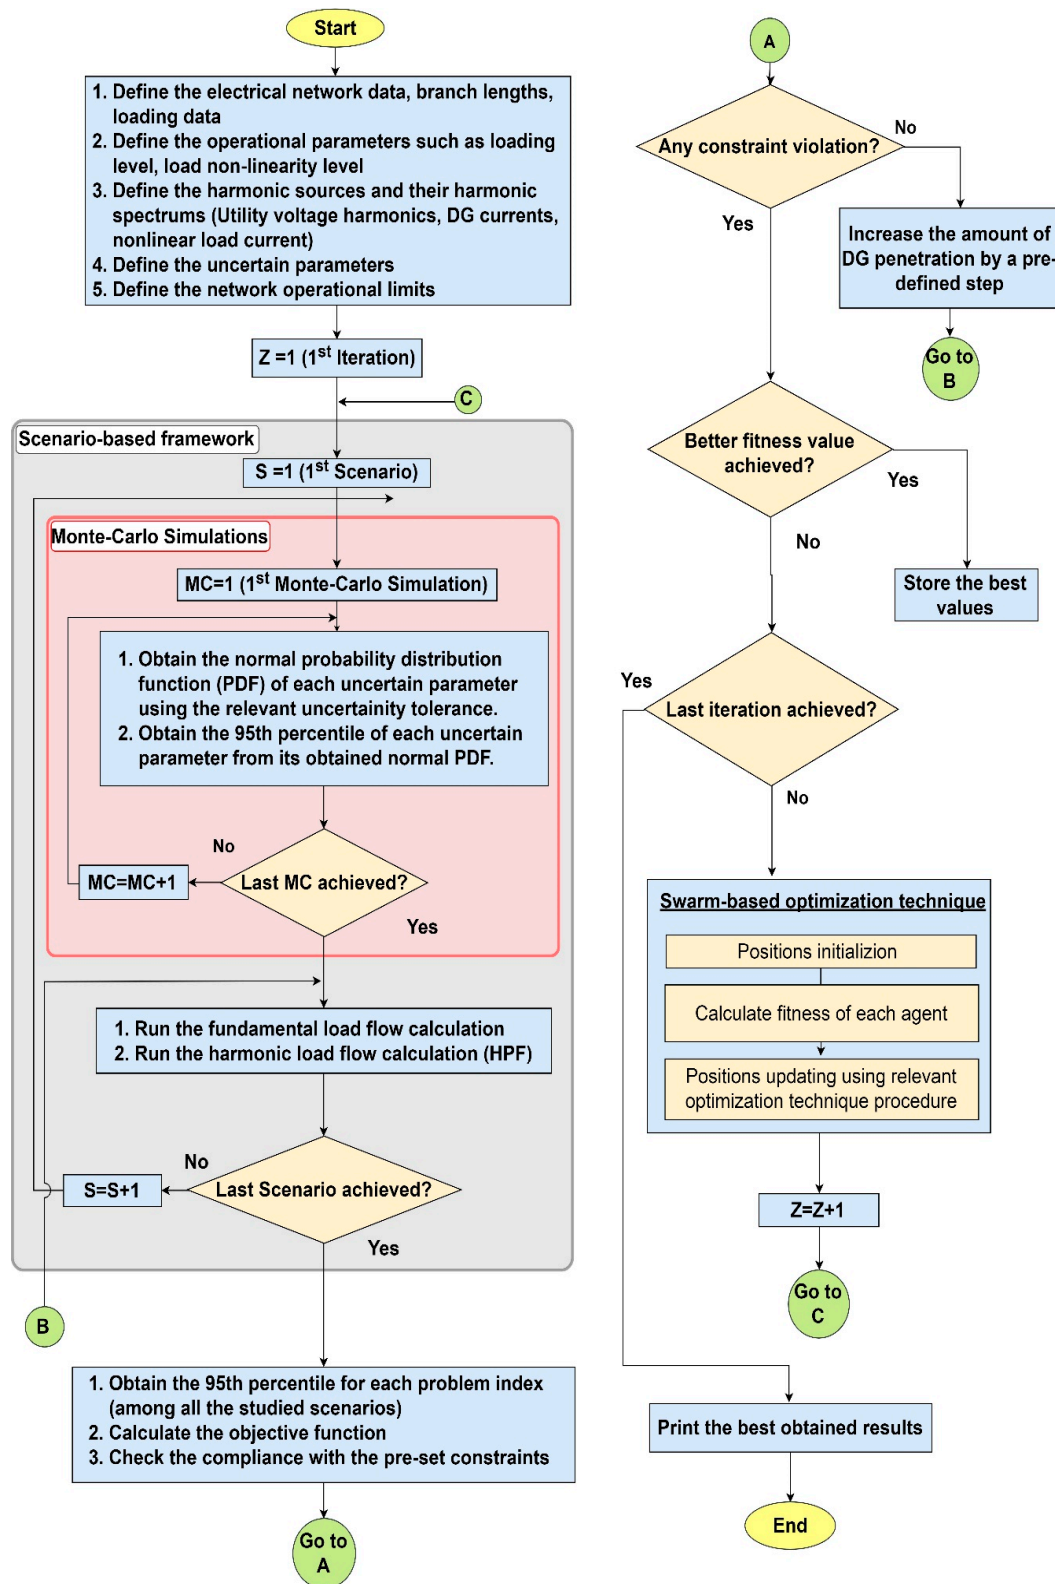 Start
1. Define the electrical network data, branch lengths,
loading data
2. Define the operational parameters such as loading
level, load non-linearity level
3. Define the harmonic sources and their harmonic
spectrums (Utility voltage harmonics, DG currents,
nonlinear load current)
4. Define the uncertain parameters
5. Define the network operational limits
Z =1 (1st Iteration)
C
Scenario-based framework
S =1 (1st Scenario)
Monte-Carlo Simulations
MC=1 (1st Monte-Carlo Simulation)
1. Obtain the normal probability distribution
function (PDF) of each uncertain parameter
using the relevant uncertainity tolerance.
2. Obtain the 95th percentile of each uncertain
parameter from its obtained normal PDF.
No
MC=MC+1
Last MC achieved?
Yes
1. Run the fundamental load flow calculation
2. Run the harmonic load flow calculation (HPF)
No
S=S+1
Last Scenario achieved?
Yes
B
1. Obtain the 95th percentile for each problem index
(among all the studied scenarios)
2. Calculate the objective function
3. Check the compliance with the pre-set constraints
Go to
A
A
Any constraint violation?
No
Yes
Increase the amount of
DG penetration by a pre-
defined step
Go to
B
Better fitness value
achieved?
Yes
No
Store the best
values
Yes
Last iteration achieved?
No
Swarm-based optimization technique
Positions initializion
Calculate fitness of each agent
Positions updating using relevant
optimization technique procedure
Z=Z+1
Go to
C
Print the best obtained results
End